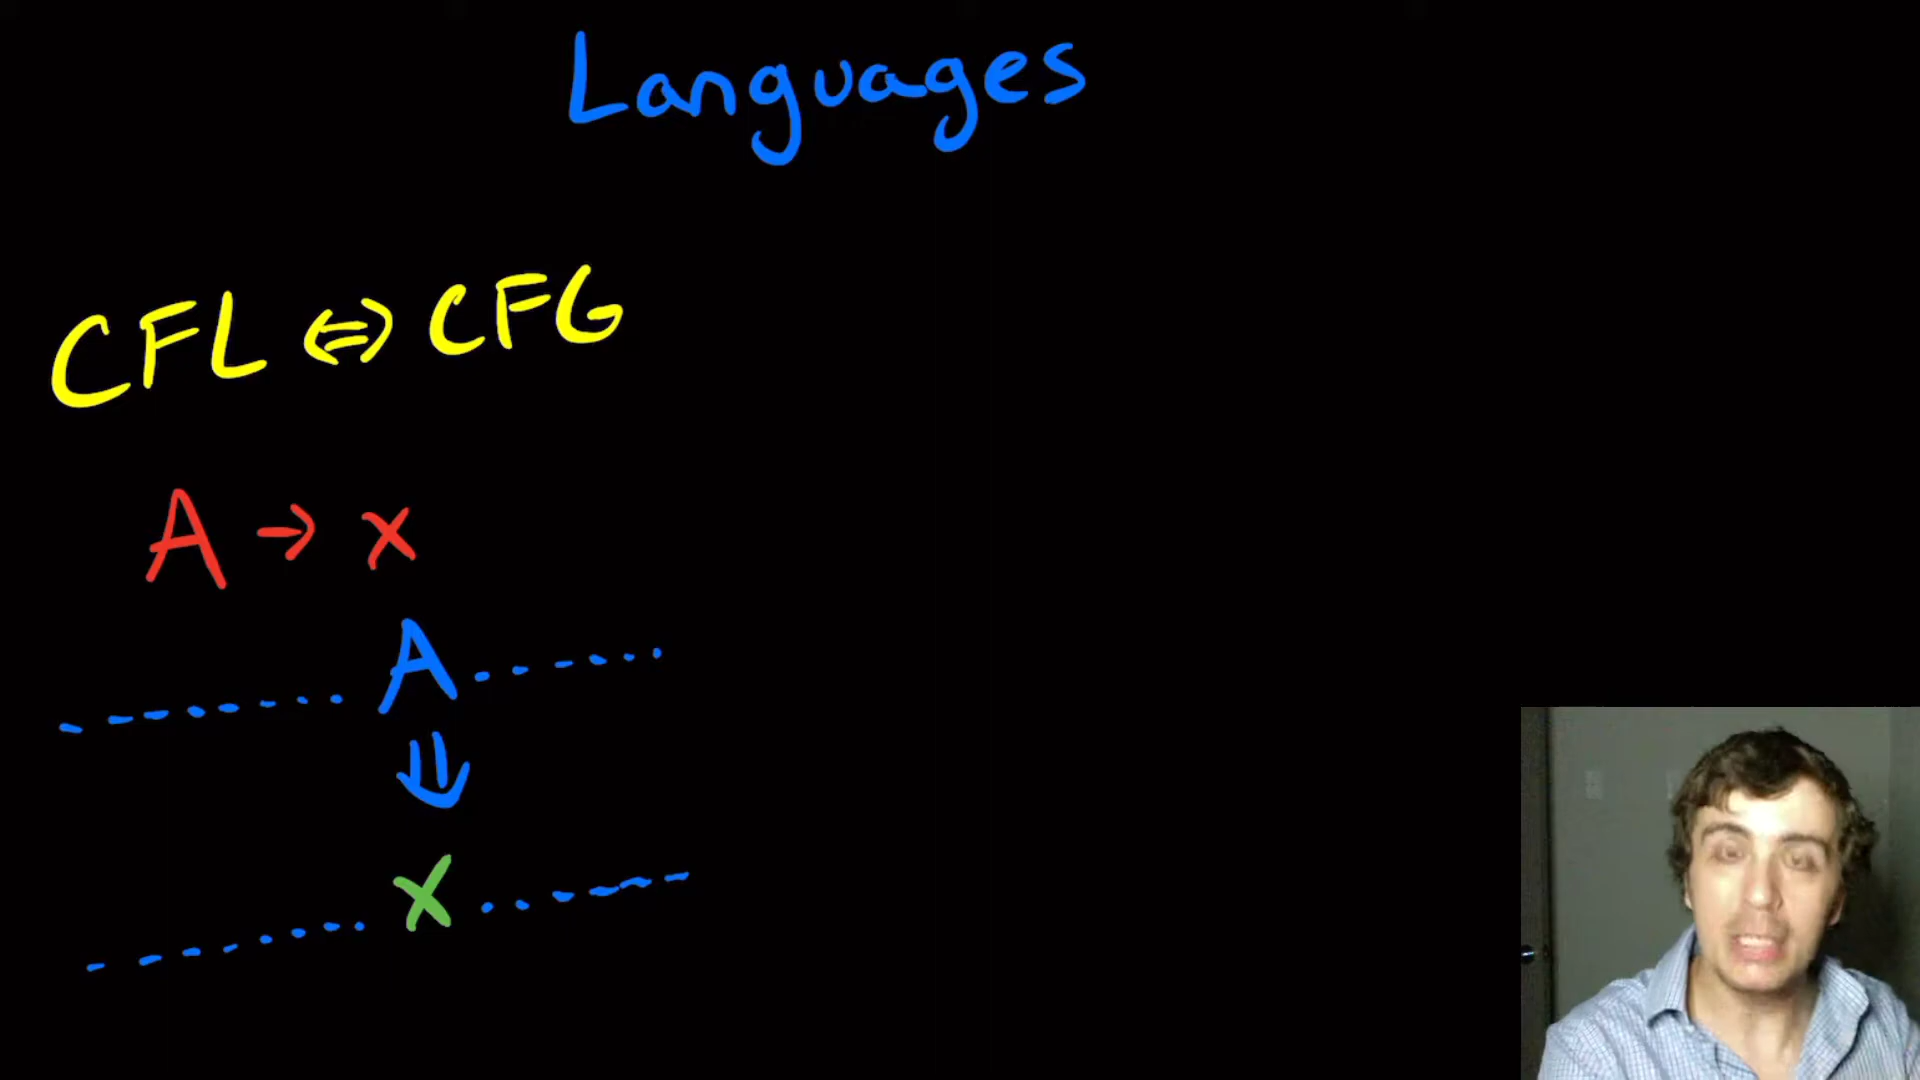 Languages
CFL ⇔ CFG
A → x
A
⇓
x